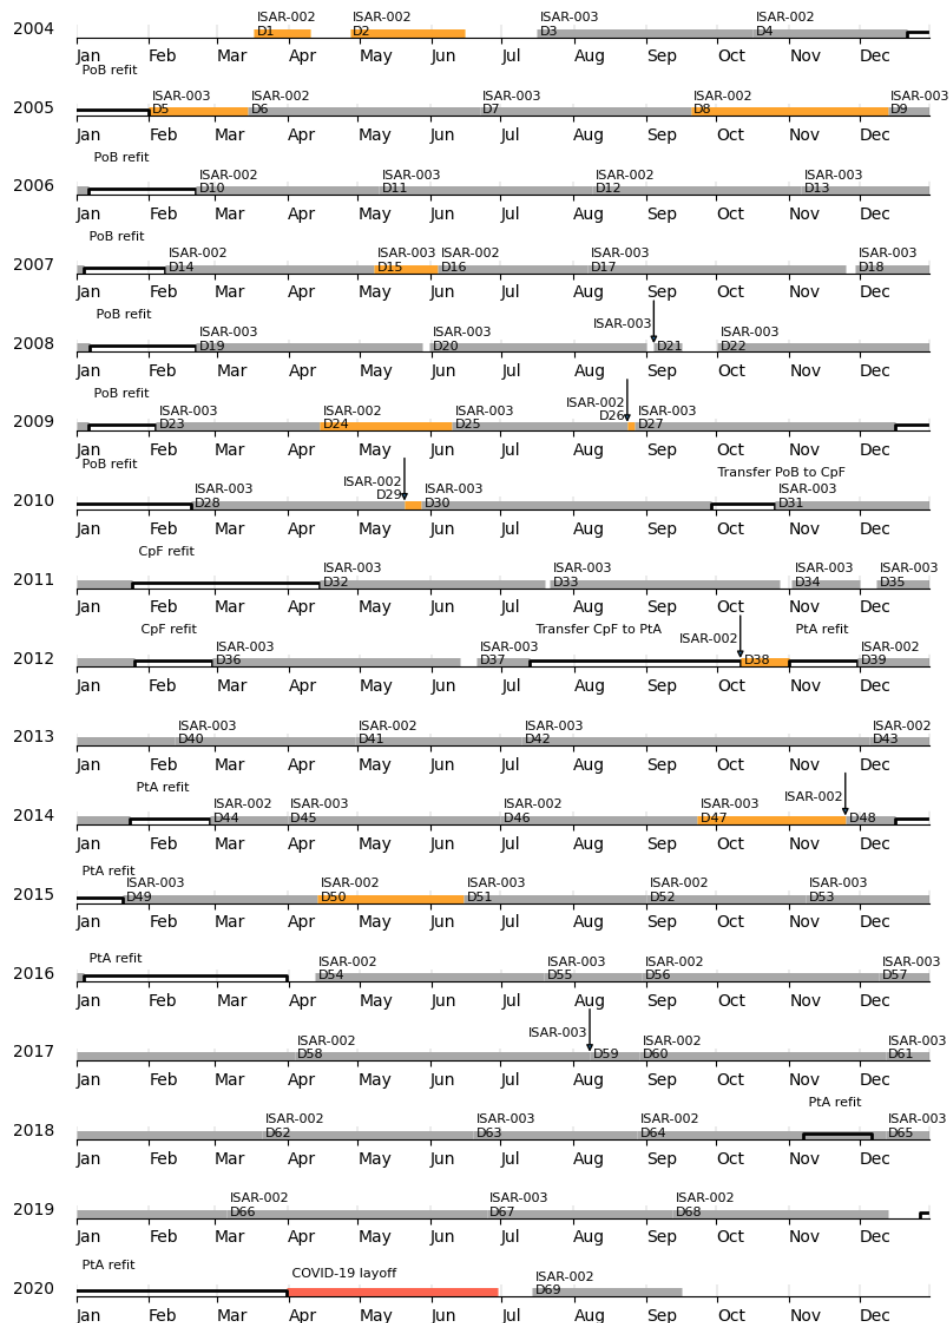 ISAR-002 ISAR-002 ISAR-003 ISAR-002
2004 D1 D2 D3 D4
Jan Feb Mar Apr May Jun Jul Aug Sep Oct Nov Dec
PoB refit
ISAR-003 ISAR-002 ISAR-003 ISAR-002 ISAR-003
2005 D5 D6 D7 D8 D9
Jan Feb Mar Apr May Jun Jul Aug Sep Oct Nov Dec
PoB refit
ISAR-002 ISAR-003 ISAR-002 ISAR-003
2006 D10 D11 D12 D13
Jan Feb Mar Apr May Jun Jul Aug Sep Oct Nov Dec
PoB refit
ISAR-002 ISAR-003 ISAR-002 ISAR-003 ISAR-003
2007 D14 D15 D16 D17 D18
Jan Feb Mar Apr May Jun Jul Aug Sep Oct Nov Dec
PoB refit
ISAR-003 ISAR-003 ISAR-003 ISAR-003
2008 D19 D20 D21 D22
Jan Feb Mar Apr May Jun Jul Aug Sep Oct Nov Dec
PoB refit
ISAR-003 ISAR-002 ISAR-003 ISAR-002 ISAR-003
2009 D23 D24 D25 D26 D27
Jan Feb Mar Apr May Jun Jul Aug Sep Oct Nov Dec
PoB refit Transfer PoB to CpF
ISAR-003 ISAR-002 ISAR-003 ISAR-003
2010 D28 D29 D30 D31
Jan Feb Mar Apr May Jun Jul Aug Sep Oct Nov Dec
CpF refit
ISAR-003 ISAR-003 ISAR-003 ISAR-003
2011 D32 D33 D34 D35
Jan Feb Mar Apr May Jun Jul Aug Sep Oct Nov Dec
CpF refit Transfer CpF to PtA PtA refit
ISAR-003 ISAR-003 ISAR-002 ISAR-002
2012 D36 D37 D38 D39
Jan Feb Mar Apr May Jun Jul Aug Sep Oct Nov Dec
ISAR-003 ISAR-002 ISAR-003 ISAR-002
2013 D40 D41 D42 D43
Jan Feb Mar Apr May Jun Jul Aug Sep Oct Nov Dec
PtA refit
ISAR-002 ISAR-003 ISAR-002 ISAR-003 ISAR-002
2014 D44 D45 D46 D47 D48
Jan Feb Mar Apr May Jun Jul Aug Sep Oct Nov Dec
PtA refit
ISAR-003 ISAR-002 ISAR-003 ISAR-002 ISAR-003
2015 D49 D50 D51 D52 D53
Jan Feb Mar Apr May Jun Jul Aug Sep Oct Nov Dec
PtA refit
ISAR-002 ISAR-003 ISAR-002 ISAR-003
2016 D54 D55 D56 D57
Jan Feb Mar Apr May Jun Jul Aug Sep Oct Nov Dec
ISAR-002 ISAR-003 ISAR-002 ISAR-003
2017 D58 D59 D60 D61
Jan Feb Mar Apr May Jun Jul Aug Sep Oct Nov Dec
PtA refit
ISAR-002 ISAR-003 ISAR-002 ISAR-003
2018 D62 D63 D64 D65
Jan Feb Mar Apr May Jun Jul Aug Sep Oct Nov Dec
ISAR-002 ISAR-003 ISAR-002
2019 D66 D67 D68
Jan Feb Mar Apr May Jun Jul Aug Sep Oct Nov Dec
PtA refit COVID-19 layoff
ISAR-002
2020 D69
Jan Feb Mar Apr May Jun Jul Aug Sep Oct Nov Dec